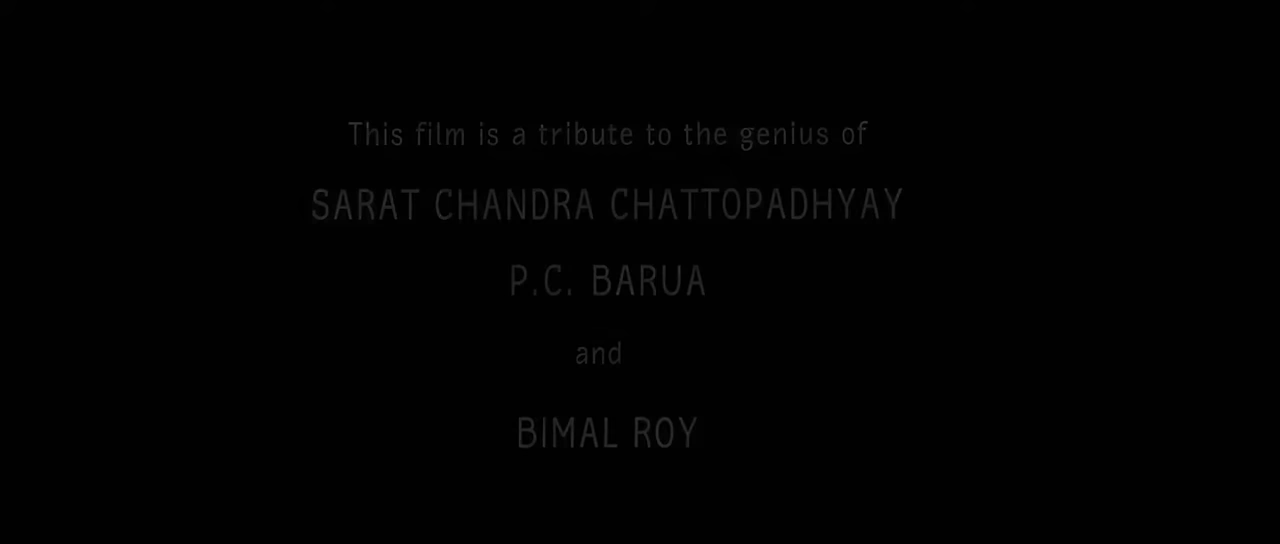 This film is a tribute to the genius of
SARAT CHANDRA CHATTOPADHYAY
P.C. BARUA
and
BIMAL ROY